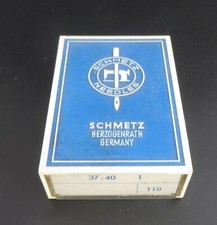 SCHMETZ
NEEDLES
SCHMETZ
HERZOGENRATH
GERMANY
37:40 1
110